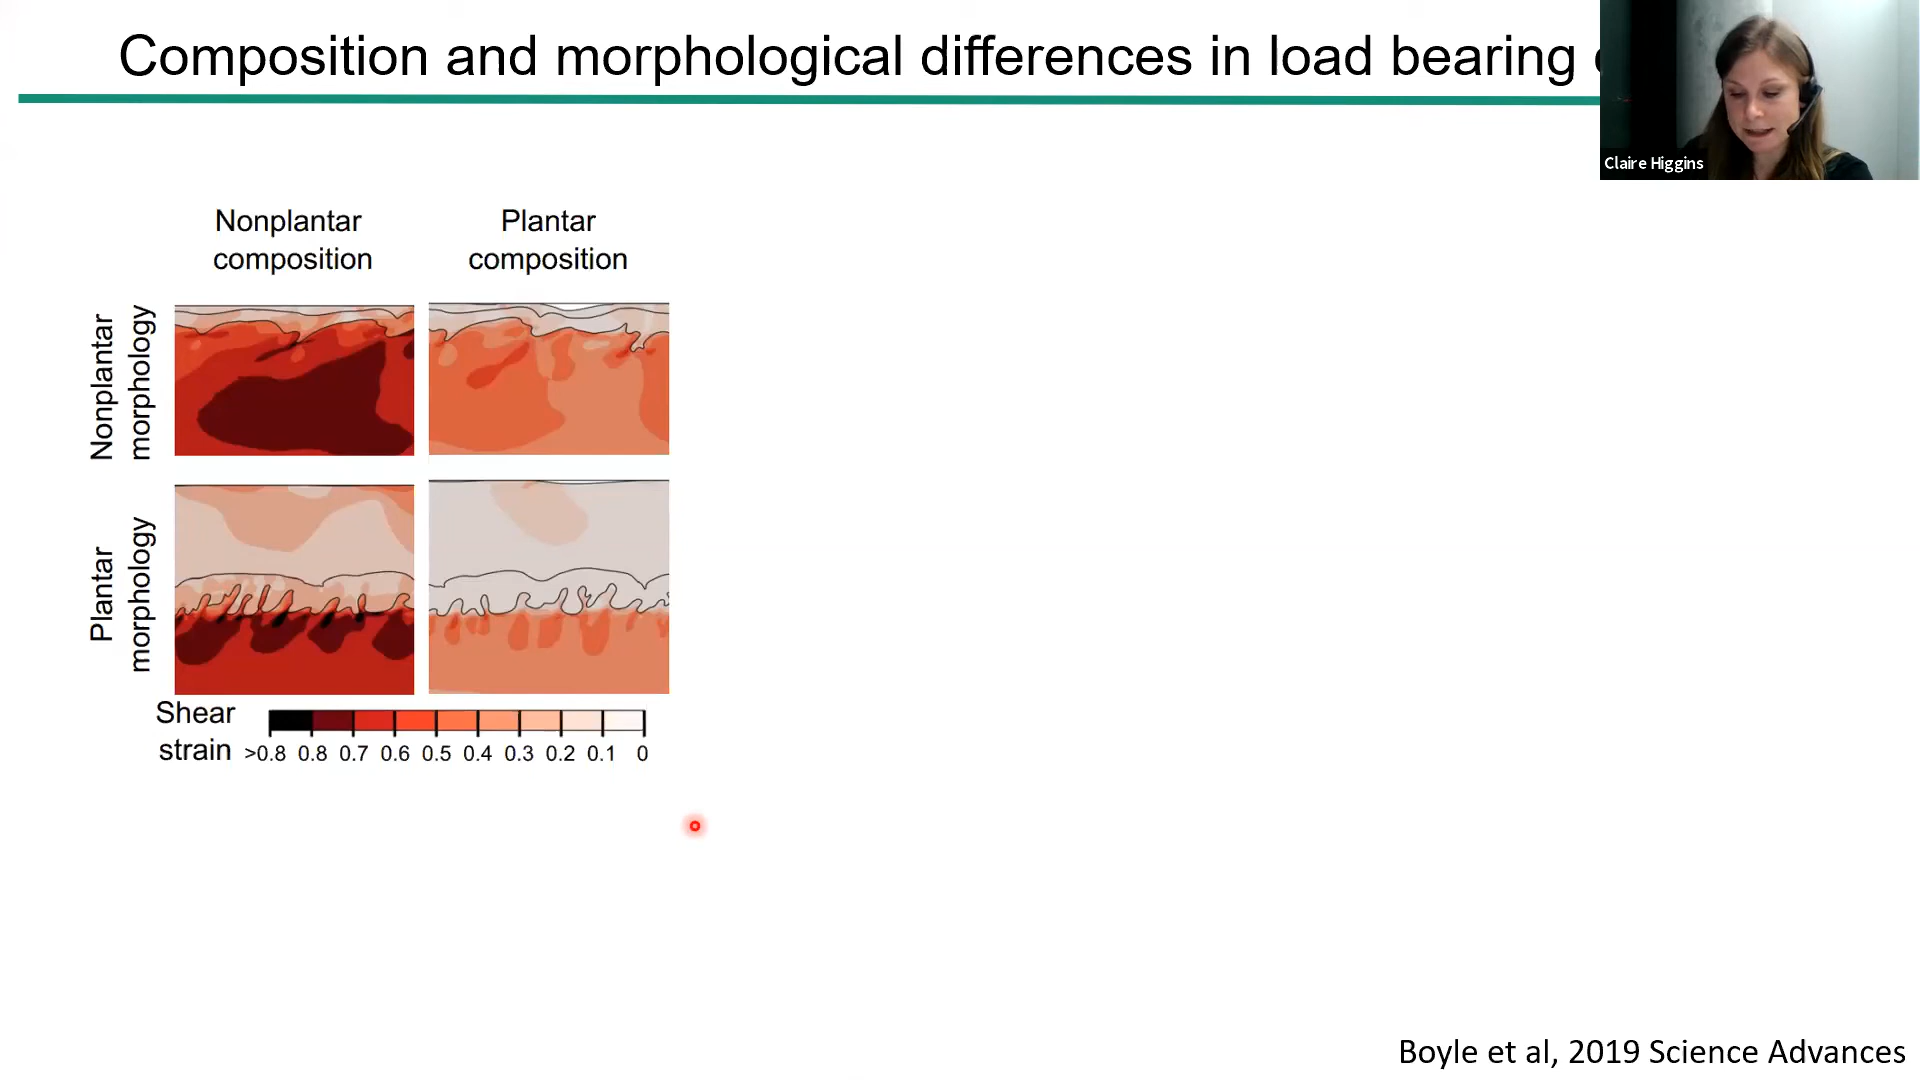 Composition and morphological differences in load bearing
Claire Higgins
Nonplantar
composition
Plantar
composition
Nonplantar
morphology
Plantar
morphology
Shear
strain
>0.8 0.8 0.7 0.6 0.5 0.4 0.3 0.2 0.1 0
Boyle et al, 2019 Science Advances